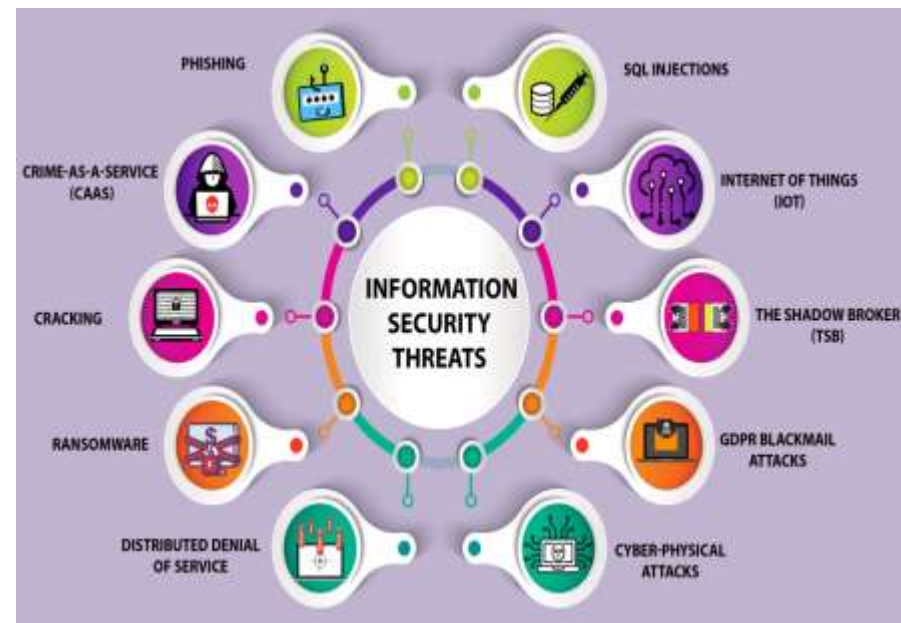 PHISHING
SQL INJECTIONS
CRIME-AS-A-SERVICE
(CAAS)
INTERNET OF THINGS
(IOT)
CRACKING
INFORMATION
SECURITY
THREATS
THE SHADOW BROKER
(TSB)
RANSOMWARE
GDPR BLACKMAIL
ATTACKS
DISTRIBUTED DENIAL
OF SERVICE
CYBER-PHYSICAL
ATTACKS